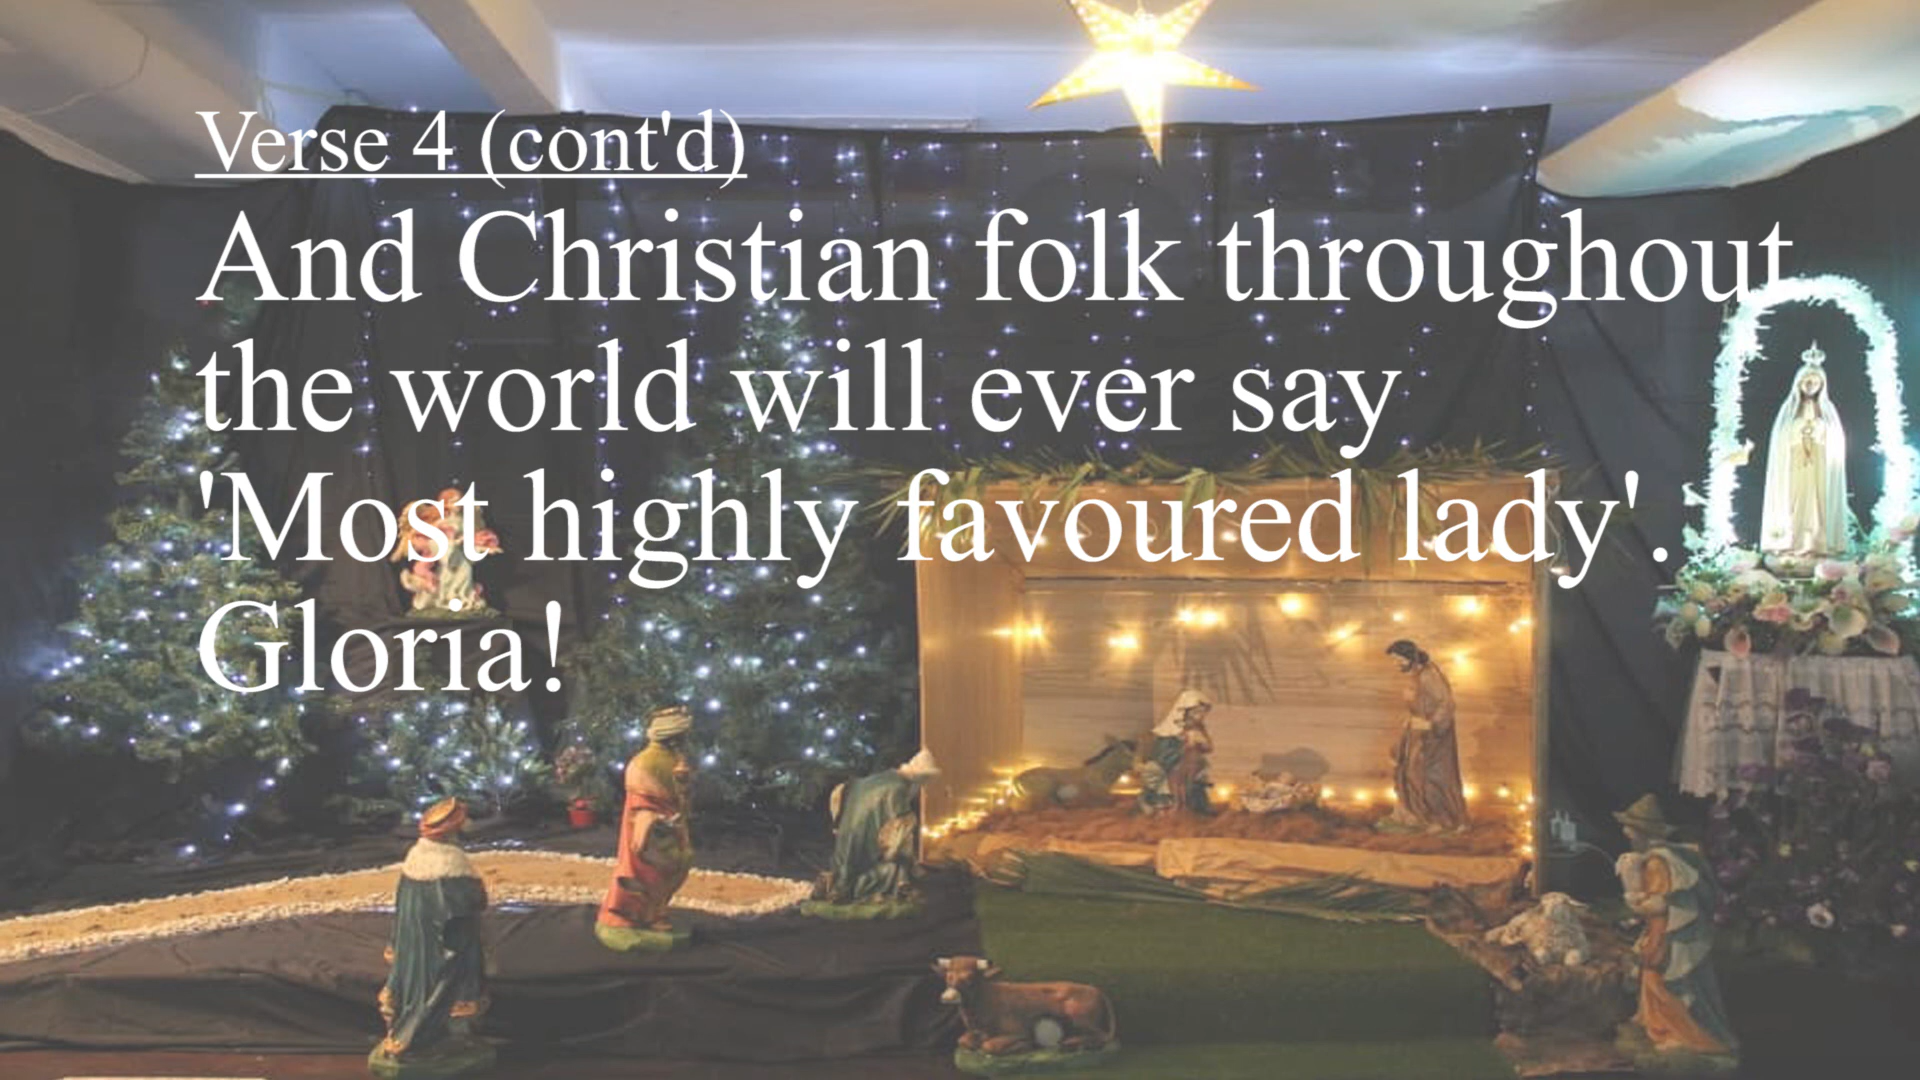 Verse 4 (cont'd)
And Christian folk throughout
the world will ever say
'Most highly favoured lady'.
Gloria!